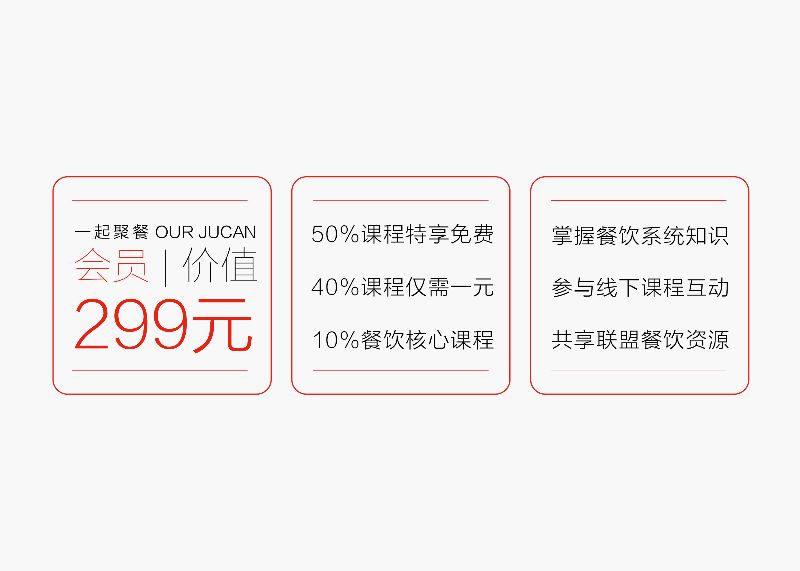 一起聚餐 OUR JUCAN
会员 | 价值
299元
50%课程特享免费
40%课程仅需一元
10%餐饮核心课程
掌握餐饮系统知识
参与线下课程互动
共享联盟餐饮资源